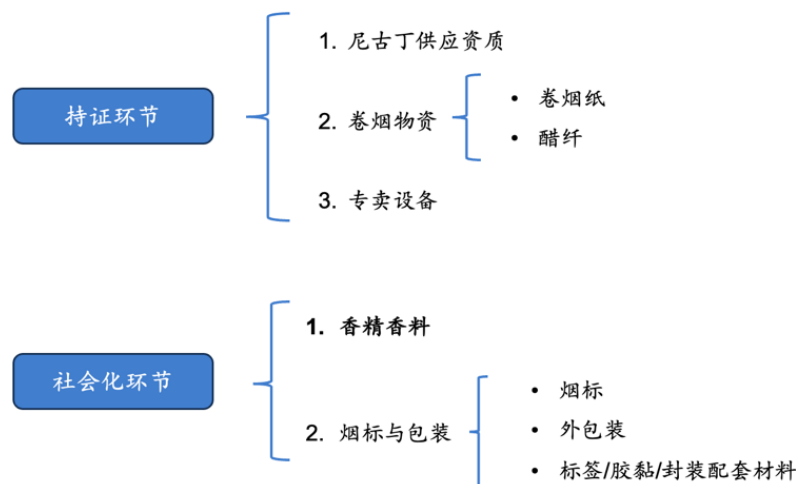 持证环节
1. 尼古丁供应资质
2. 卷烟物资
• 卷烟纸
• 醋纤
3. 专卖设备
社会化环节
1. 香精香料
2. 烟标与包装
• 烟标
• 外包装
• 标签/胶黏/封装配套材料